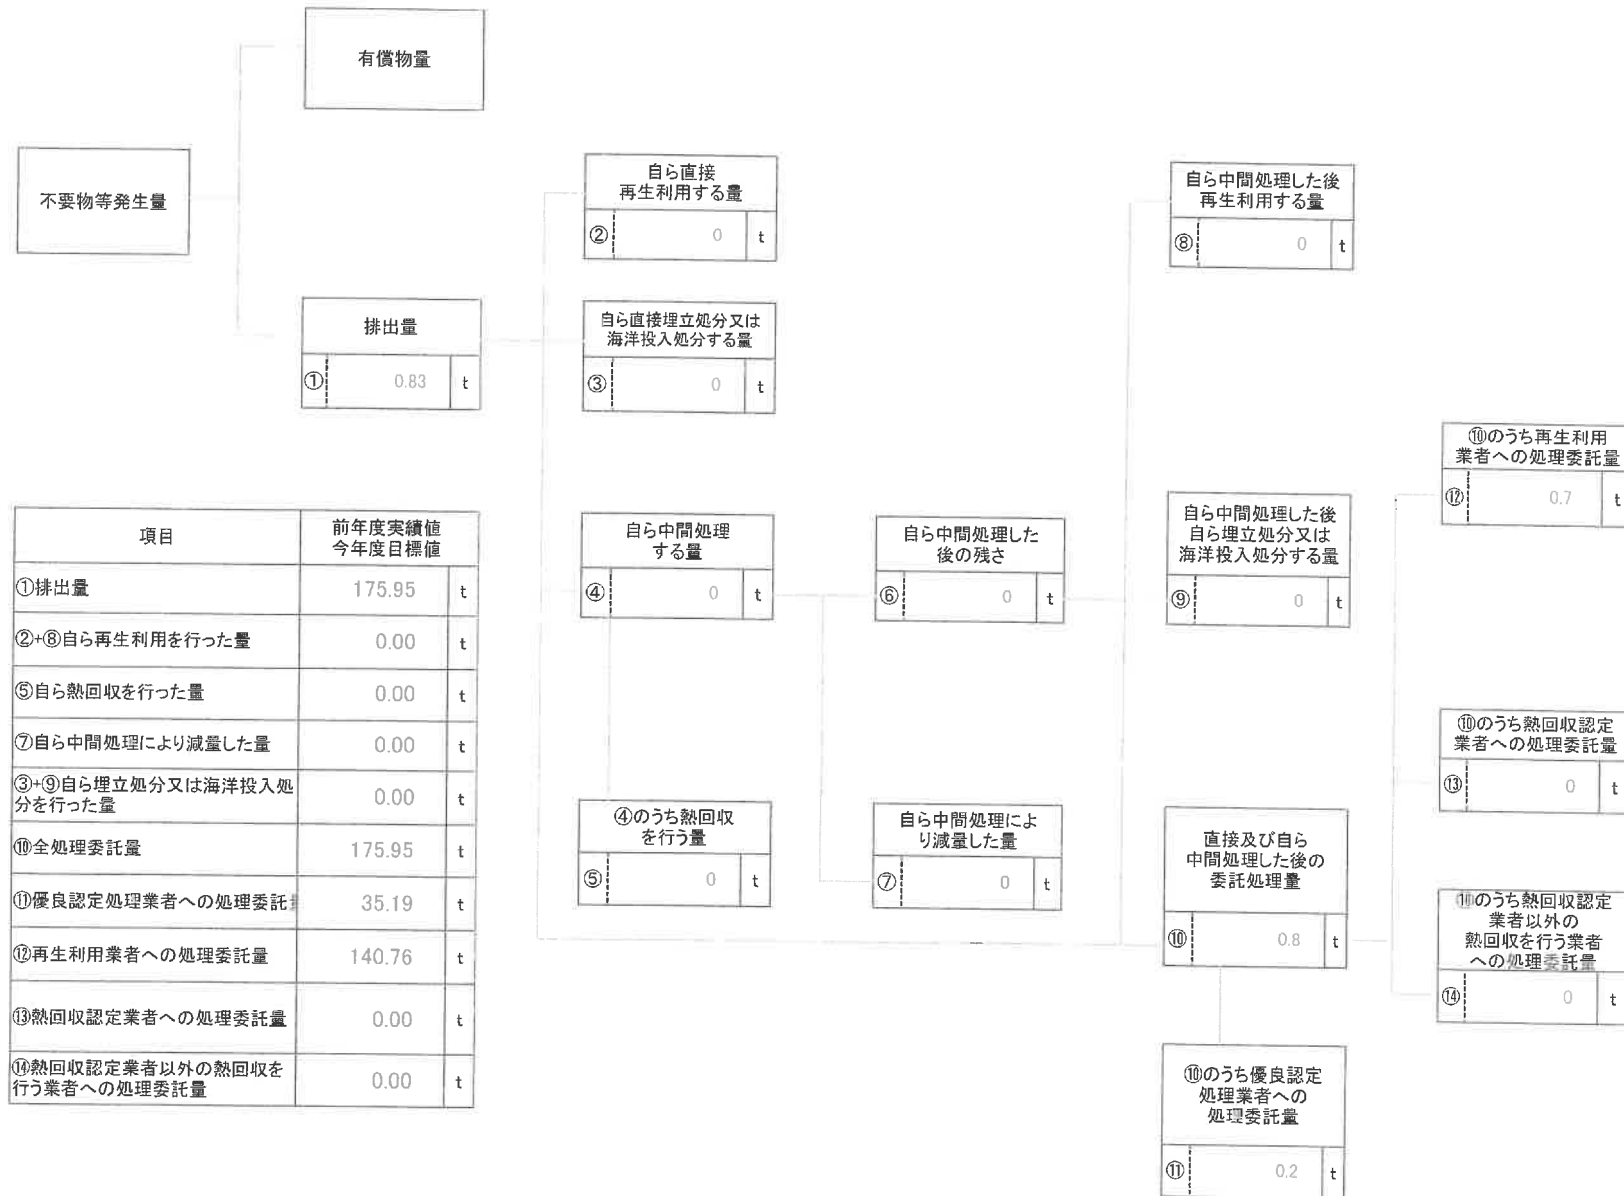 有償物量
不要物等発生量
排出量
① 0.83 t
自ら直接
再生利用する量
② 0 t
自ら直接埋立処分又は
海洋投入処分する量
③ 0 t
自ら中間処理
する量
④ 0 t
④のうち熱回収
を行う量
⑤ 0 t
自ら中間処理した
後の残さ
⑥ 0 t
自ら中間処理によ
り減量した量
⑦ 0 t
自ら中間処理した後
再生利用する量
⑧ 0 t
自ら中間処理した後
自ら埋立処分又は
海洋投入処分する量
⑨ 0 t
直接及び自ら
中間処理した後の
委託処理量
⑩ 0.8 t
⑩のうち優良認定
処理業者への
処理委託量
⑪ 0.2 t
⑩のうち再生利用
業者への処理委託量
⑫ 0.7 t
⑩のうち熱回収認定
業者への処理委託量
⑬ 0 t
⑩のうち熱回収認定
業者以外の
熱回収を行う業者
への処理委託量
⑭ 0 t
項目 前年度実績値
今年度目標値
①排出量 175.95 t
②+⑧自ら再生利用を行った量 0.00 t
⑤自ら熱回収を行った量 0.00 t
⑦自ら中間処理により減量した量 0.00 t
③+⑨自ら埋立処分又は海洋投入処
分を行った量 0.00 t
⑩全処理委託量 175.95 t
⑪優良認定処理業者への処理委託 35.19 t
⑫再生利用業者への処理委託量 140.76 t
⑬熱回収認定業者への処理委託量 0.00 t
⑭熱回収認定業者以外の熱回収を
行う業者への処理委託量 0.00 t